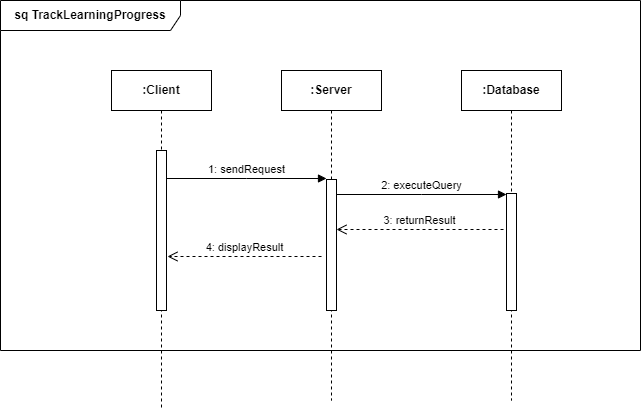 sq TrackLearningProgress
:Client
:Server
:Database
1: sendRequest
2: executeQuery
3: returnResult
4: displayResult